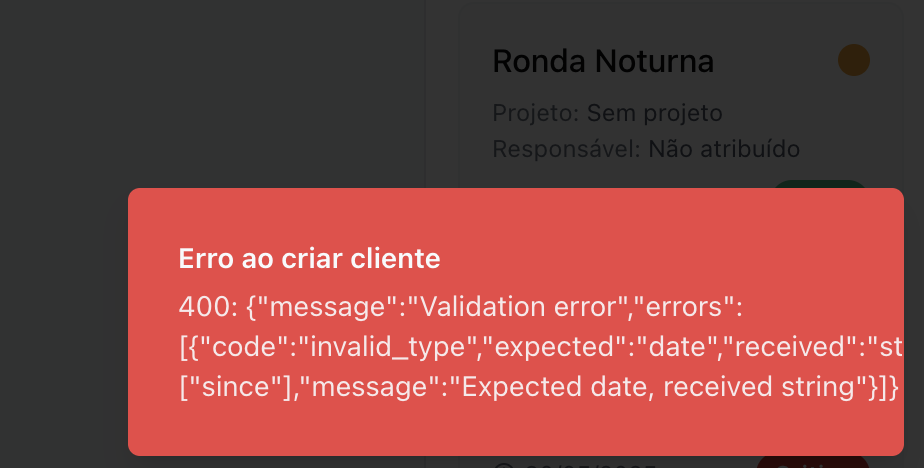 Ronda Noturna
Projeto: Sem projeto
Responsável: Não atribuído
Erro ao criar cliente
400: {"message":"Validation error","errors":
[{"code":"invalid_type","expected":"date","received":"st
["since"],"message":"Expected date, received string"}]}